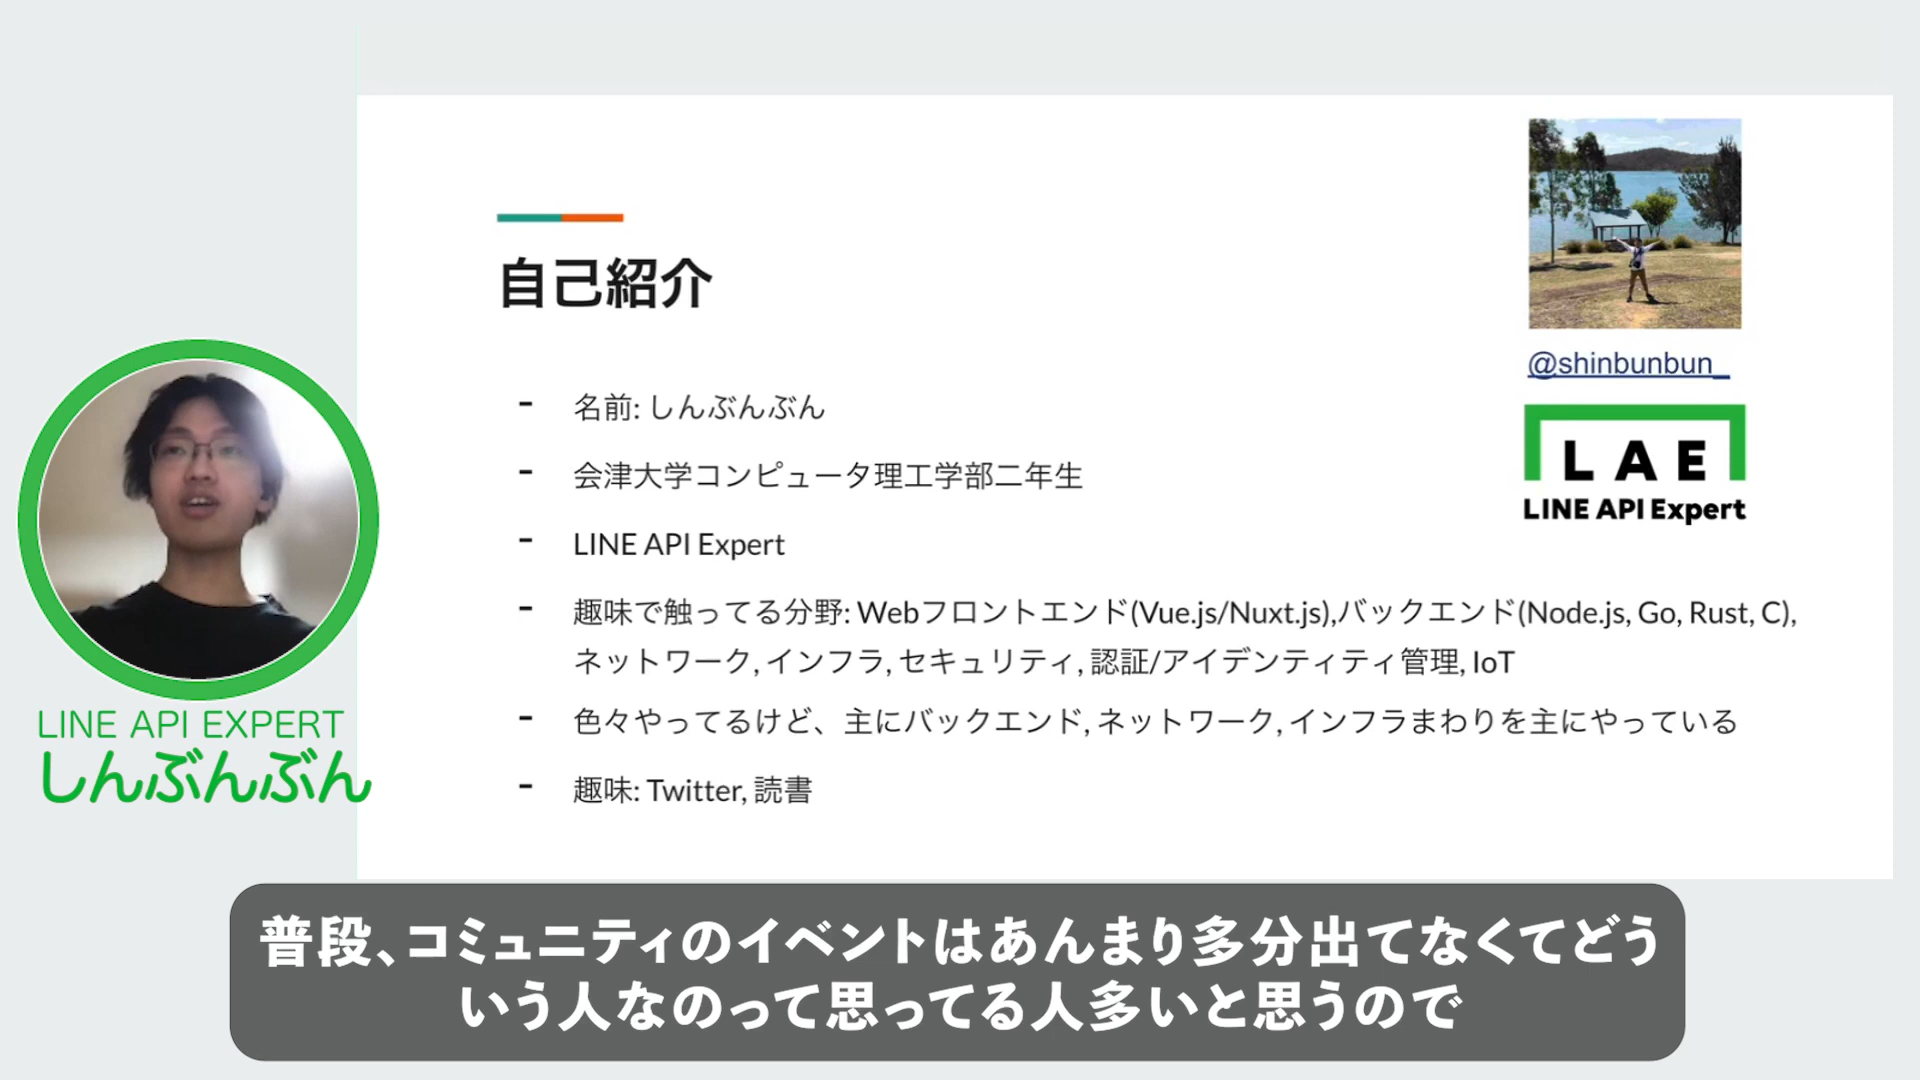 自己紹介
- 名前: しんぶんぶん
- 会津大学コンピュータ理工学部二年生
- LINE API Expert
- 趣味で触ってる分野: Webフロントエンド(Vue.js/Nuxt.js),バックエンド(Node.js, Go, Rust, C),
ネットワーク, インフラ, セキュリティ, 認証/アイデンティティ管理, IoT
- 色々やってるけど、主にバックエンド, ネットワーク, インフラまわりを主にやっている
- 趣味: Twitter, 読書
@shinbunbun_
LAE
LINE API Expert
LINE API EXPERT
しんぶんぶん
普段、コミュニティのイベントはあんまり多分出てなくてどう
いう人なのって思ってる人多いと思うので